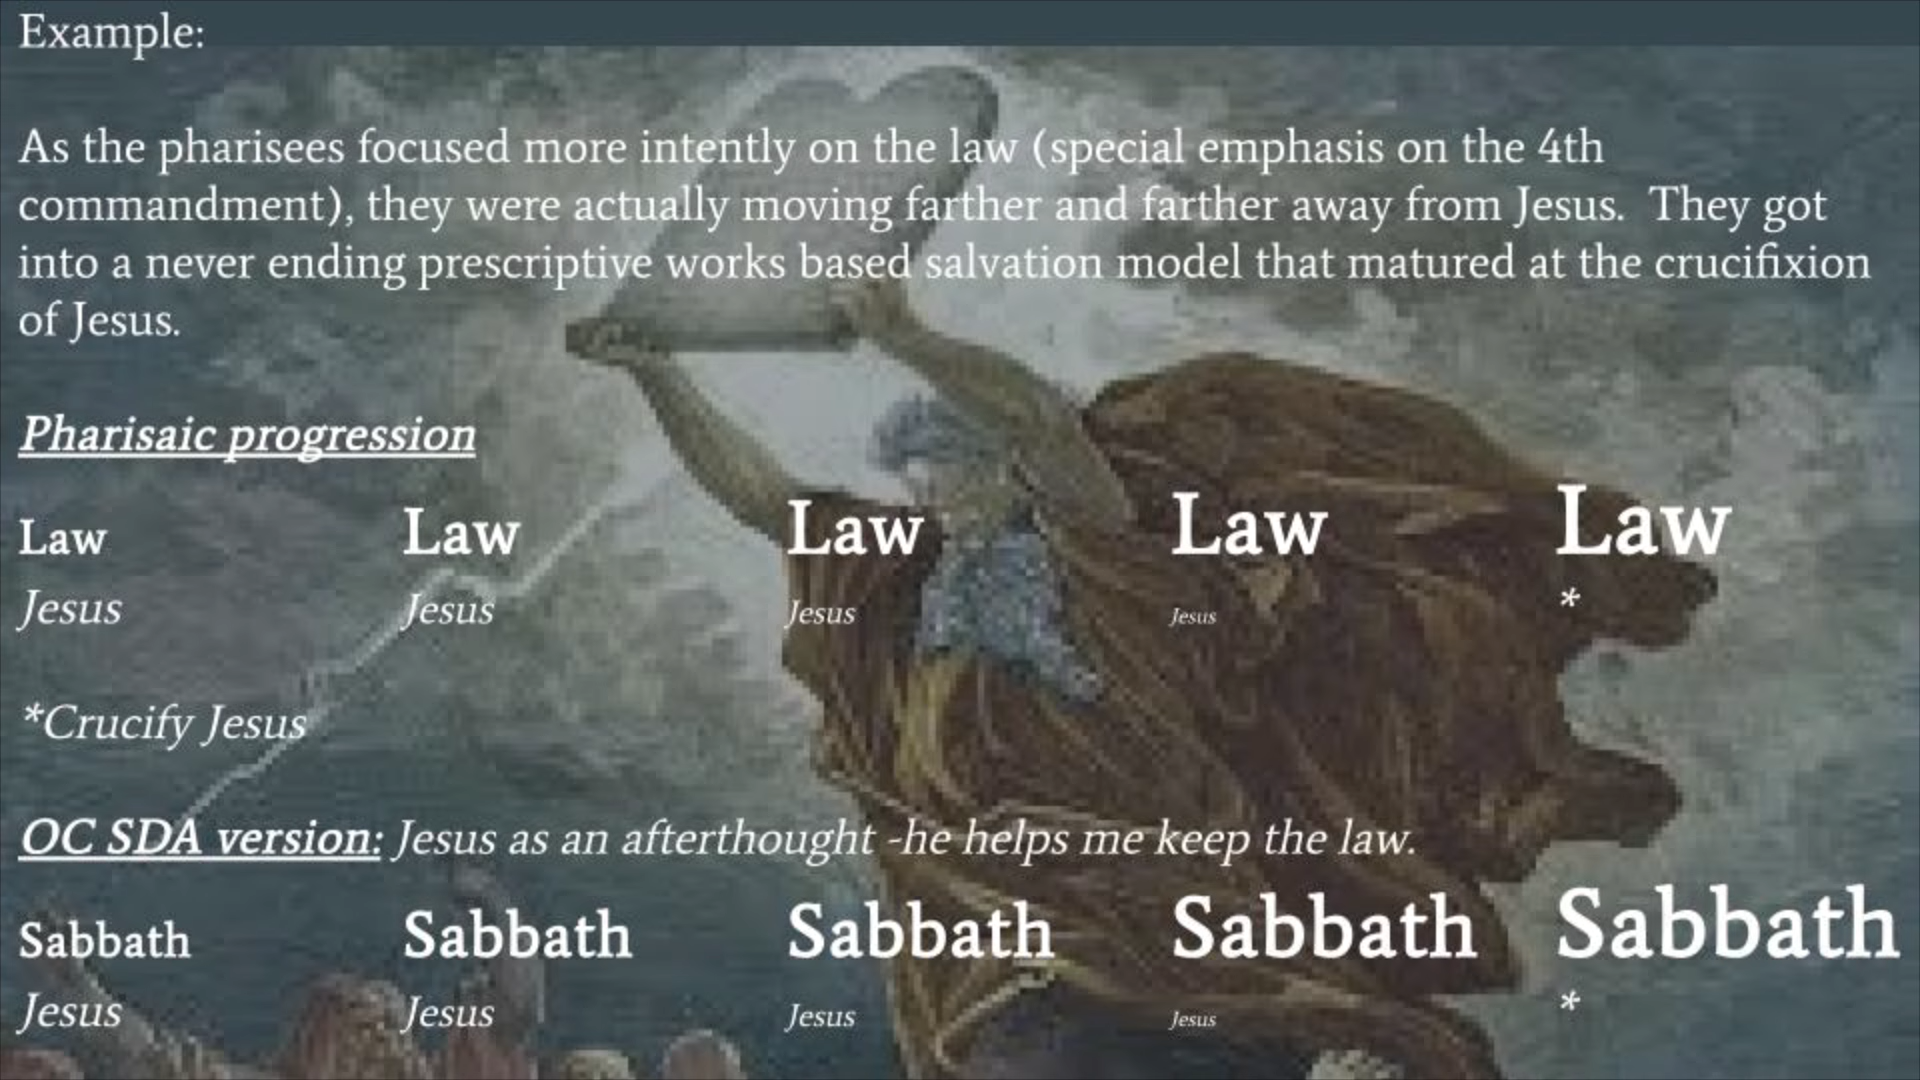 Example:
As the pharisees focused more intently on the law (special emphasis on the 4th
commandment), they were actually moving farther and farther away from Jesus.  They got
into a never ending prescriptive works based salvation model that matured at the crucifixion
of Jesus.
Pharisaic progression
Law Law Law Law Law
Jesus Jesus Jesus Jesus *
*Crucify Jesus
OC SDA version: Jesus as an afterthought -he helps me keep the law.
Sabbath Sabbath Sabbath Sabbath Sabbath
Jesus Jesus Jesus Jesus *